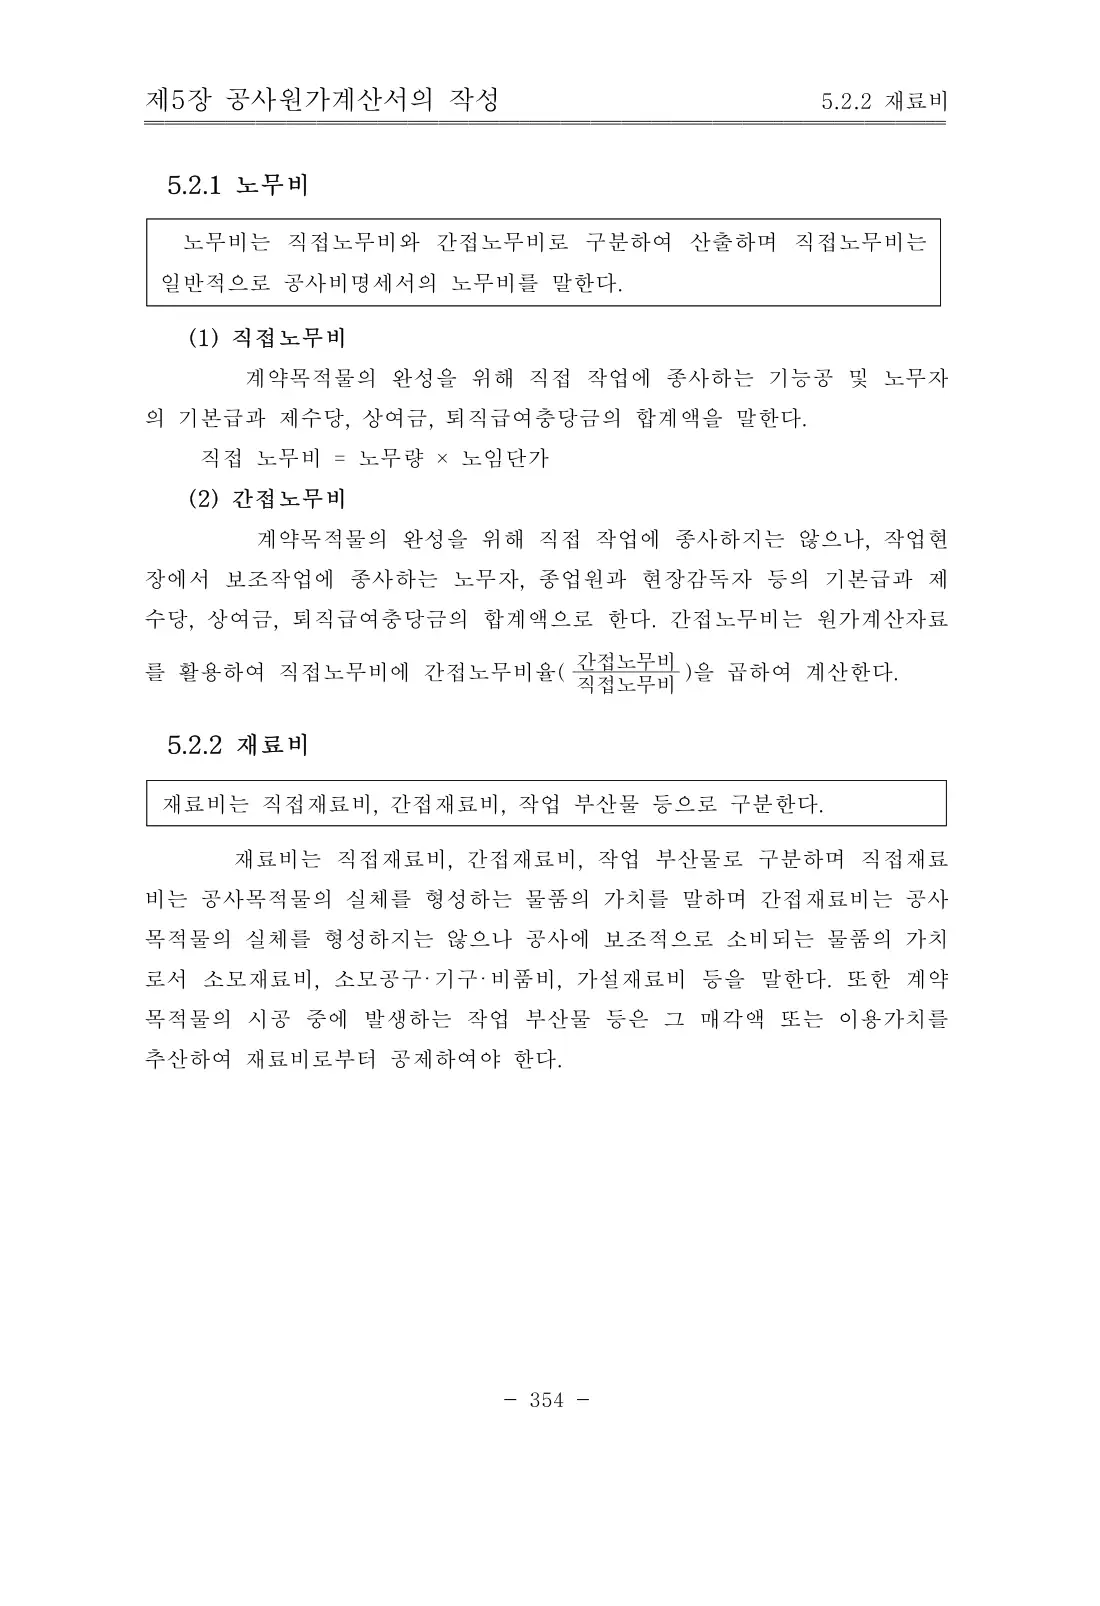 제5장 공사원가계산서의 작성 5.2.2 재료비
5.2.1 노무비
노무비는 직접노무비와 간접노무비로 구분하여 산출하며 직접노무비는
일반적으로 공사비명세서의 노무비를 말한다.
(1) 직접노무비
계약목적물의 완성을 위해 직접 작업에 종사하는 기능공 및 노무자
의 기본급과 제수당, 상여금, 퇴직급여충당금의 합계액을 말한다.
직접 노무비 = 노무량 × 노임단가
(2) 간접노무비
계약목적물의 완성을 위해 직접 작업에 종사하지는 않으나, 작업현
장에서 보조작업에 종사하는 노무자, 종업원과 현장감독자 등의 기본급과 제
수당, 상여금, 퇴직급여충당금의 합계액으로 한다. 간접노무비는 원가계산자료
를 활용하여 직접노무비에 간접노무비율(간접노무비/직접노무비)을 곱하여 계산한다.
5.2.2 재료비
재료비는 직접재료비, 간접재료비, 작업 부산물 등으로 구분한다.
재료비는 직접재료비, 간접재료비, 작업 부산물로 구분하며 직접재료
비는 공사목적물의 실체를 형성하는 물품의 가치를 말하며 간접재료비는 공사
목적물의 실체를 형성하지는 않으나 공사에 보조적으로 소비되는 물품의 가치
로서 소모재료비, 소모공구·기구·비품비, 가설재료비 등을 말한다. 또한 계약
목적물의 시공 중에 발생하는 작업 부산물 등은 그 매각액 또는 이용가치를
추산하여 재료비로부터 공제하여야 한다.
- 354 -